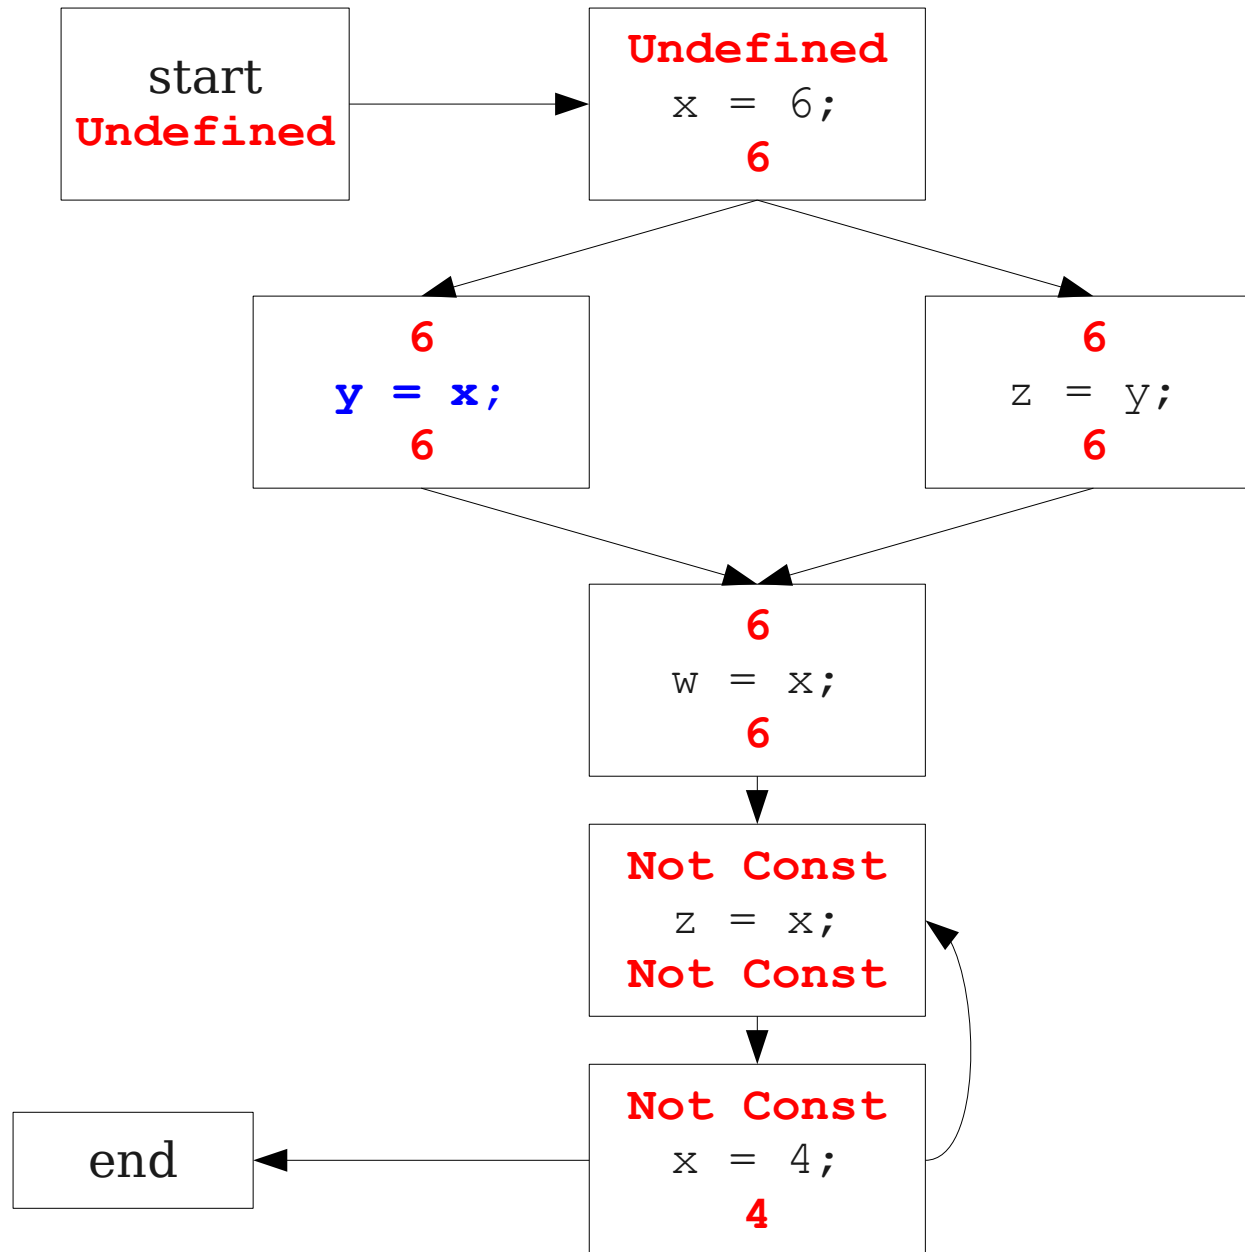 start
Undefined
Undefined
x = 6;
6
6
y = x;
6
6
z = y;
6
6
w = x;
6
Not Const
z = x;
Not Const
Not Const
x = 4;
4
end